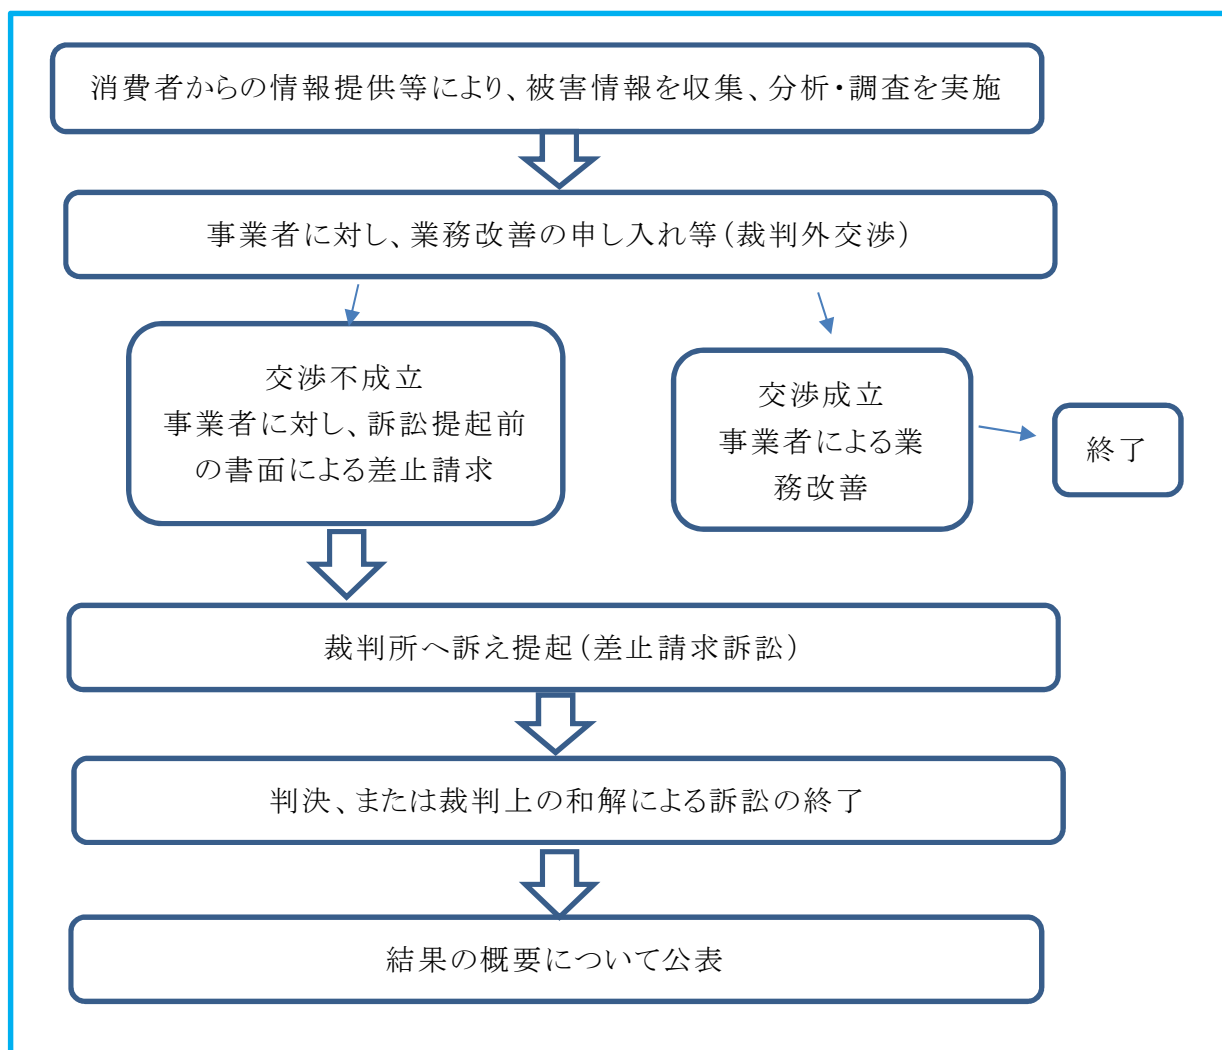 消費者からの情報提供等により、被害情報を収集、分析・調査を実施
事業者に対し、業務改善の申し入れ等(裁判外交渉)
交渉不成立
事業者に対し、訴訟提起前
の書面による差止請求
交渉成立
事業者による業
務改善
終了
裁判所へ訴え提起(差止請求訴訟)
判決、または裁判上の和解による訴訟の終了
結果の概要について公表